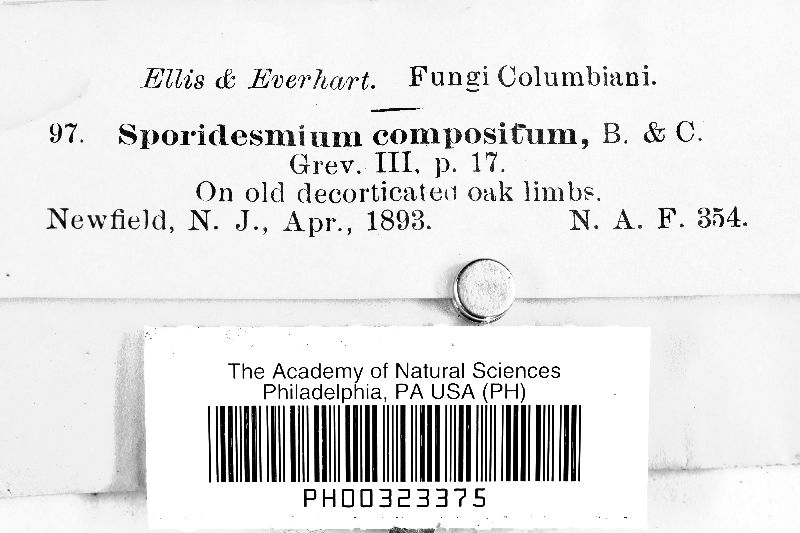 Ellis & Everhart. Fungi Columbiani.
97. Sporidesmium compositum, B. & C.
Grev. III, p. 17.
On old decorticated oak limbs.
Newfield, N. J., Apr., 1893. N. A. F. 354.
The Academy of Natural Sciences
Philadelphia, PA USA (PH)
PH00323375